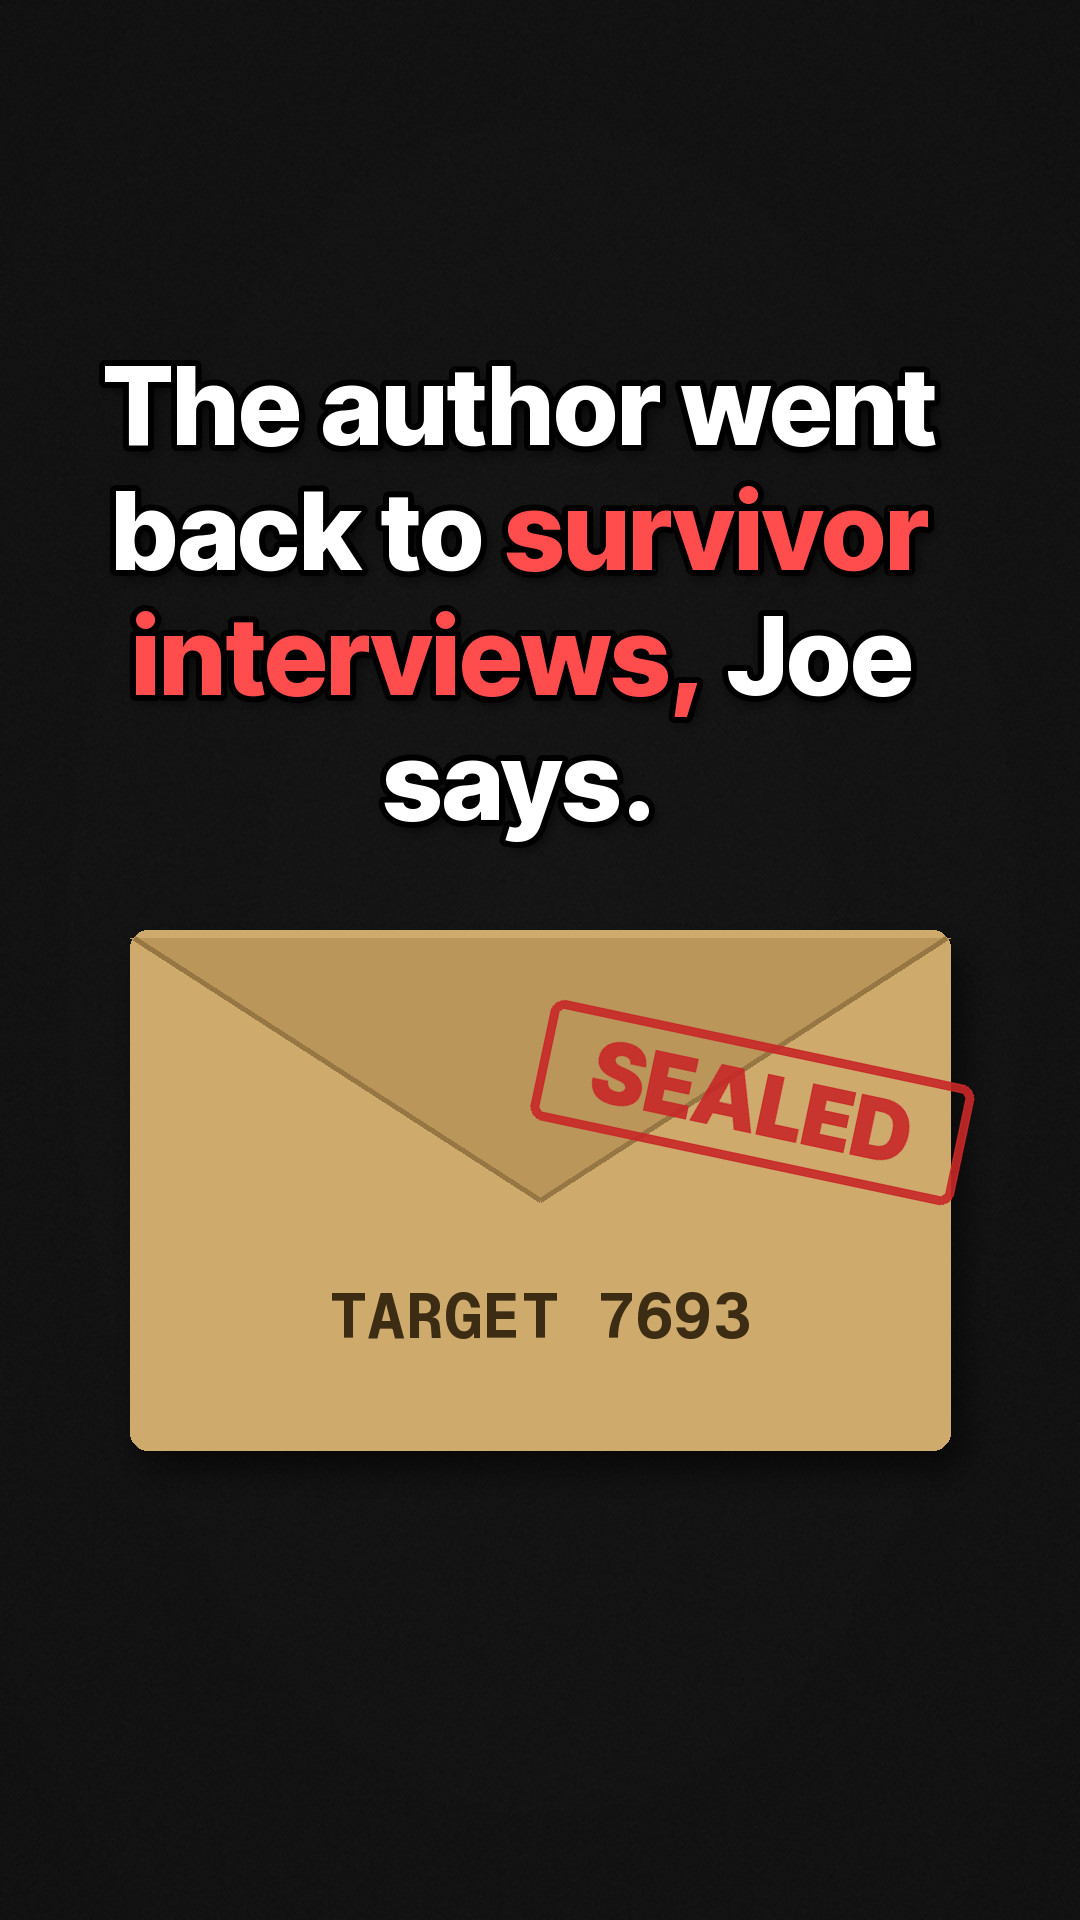 The author went
back to survivor
interviews, Joe
says.
SEALED
TARGET 7693